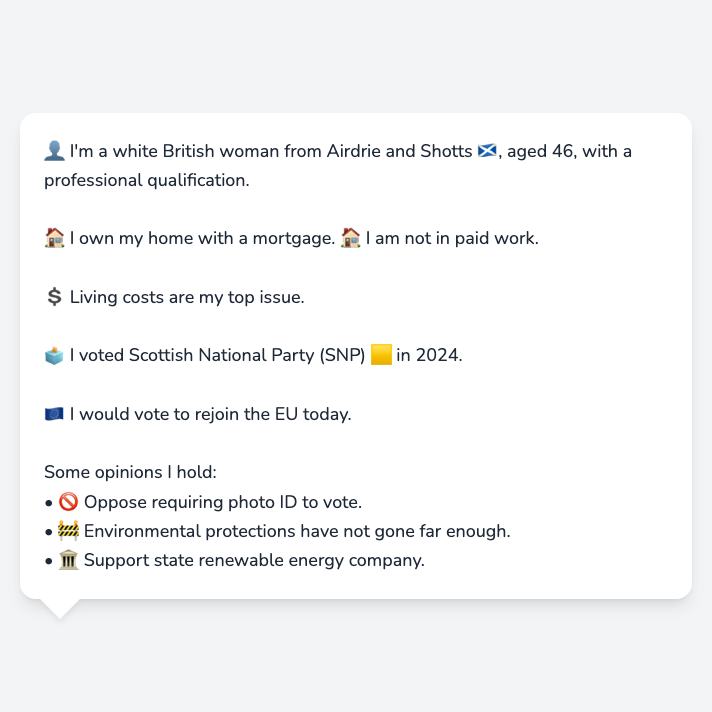 👤 I'm a white British woman from Airdrie and Shotts 🏴󠁧󠁢󠁳󠁣󠁴󠁿, aged 46, with a
professional qualification.
🏠 I own my home with a mortgage. 🏠 I am not in paid work.
💲 Living costs are my top issue.
🗳️ I voted Scottish National Party (SNP) 🟨 in 2024.
🇪🇺 I would vote to rejoin the EU today.
Some opinions I hold:
• 🚫 Oppose requiring photo ID to vote.
• 🚧 Environmental protections have not gone far enough.
• 🏛️ Support state renewable energy company.